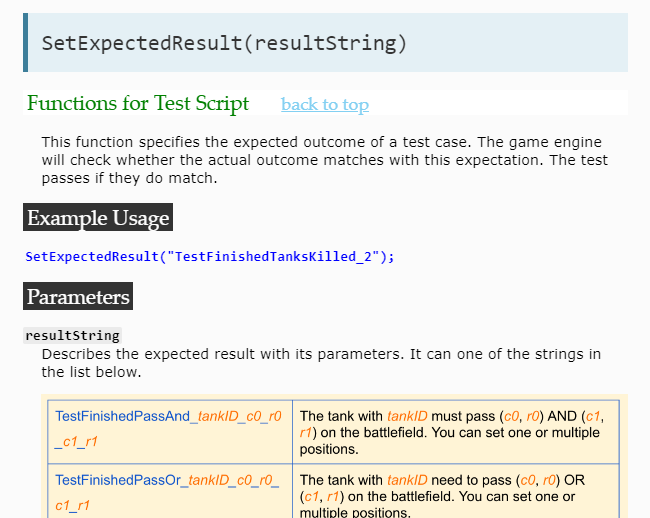 SetExpectedResult(resultString)
Functions for Test Script back to top
This function specifies the expected outcome of a test case. The game engine
will check whether the actual outcome matches with this expectation. The test
passes if they do match.
Example Usage
SetExpectedResult("TestFinishedTanksKilled_2");
Parameters
resultString
Describes the expected result with its parameters. It can one of the strings in
the list below.
TestFinishedPassAnd_tankID_c0_r0
_c1_r1
The tank with tankID must pass (c0, r0) AND (c1,
r1) on the battlefield. You can set one or multiple
positions.
TestFinishedPassOr_tankID_c0_r0_
c1_r1
The tank with tankID need to pass (c0, r0) OR
(c1, r1) on the battlefield. You can set one or
multiple positions.